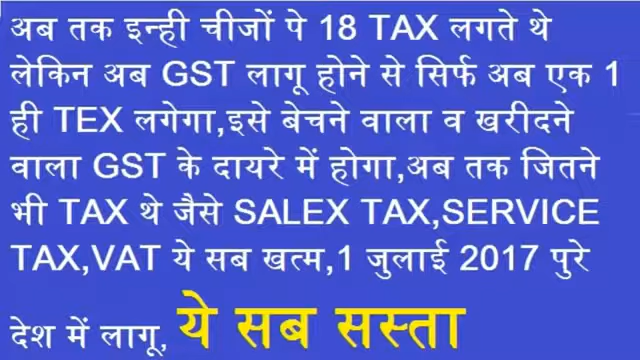 अब तक इन्ही चीजों पे 18 TAX लगते थे
लेकिन अब GST लागू होने से सिर्फ अब एक 1
ही TEX लगेगा,इसे बेचने वाला व खरीदने
वाला GST के दायरे में होगा,अब तक जितने
भी TAX थे जैसे SALEX TAX,SERVICE
TAX,VAT ये सब खत्म,1 जुलाई 2017 पुरे
देश में लागू, ये सब सस्ता